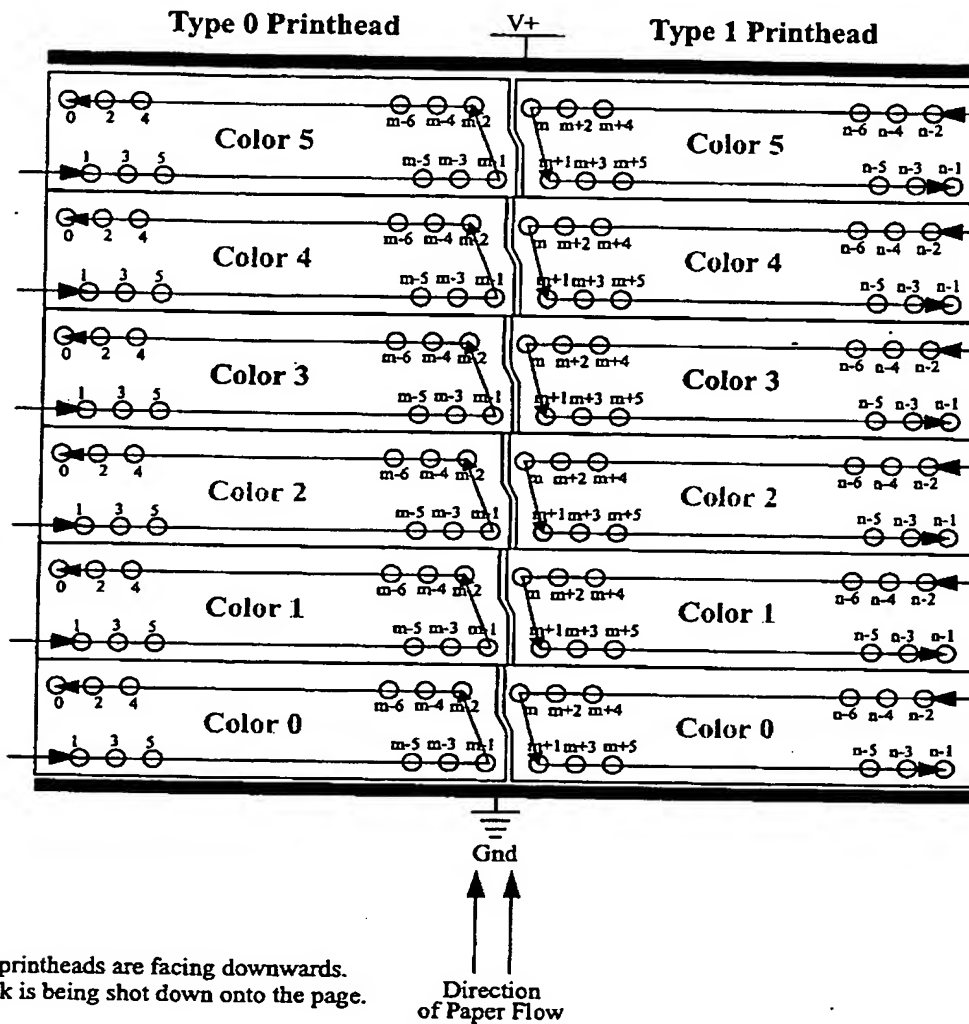 Type 0 Printhead V+ Type 1 Printhead
0 2 4 m-6 m-4 m-2 m m+2 m+4 n-6 n-4 n-2
Color 5 Color 5
1 3 5 m-5 m-3 m-1 m+1 m+3 m+5 n-5 n-3 n-1
0 2 4 m-6 m-4 m-2 m m+2 m+4 n-6 n-4 n-2
Color 4 Color 4
1 3 5 m-5 m-3 m-1 m+1 m+3 m+5 n-5 n-3 n-1
0 2 4 m-6 m-4 m-2 m m+2 m+4 n-6 n-4 n-2
Color 3 Color 3
1 3 5 m-5 m-3 m-1 m+1 m+3 m+5 n-5 n-3 n-1
0 2 4 m-6 m-4 m-2 m m+2 m+4 n-6 n-4 n-2
Color 2 Color 2
1 3 5 m-5 m-3 m-1 m+1 m+3 m+5 n-5 n-3 n-1
0 2 4 m-6 m-4 m-2 m m+2 m+4 n-6 n-4 n-2
Color 1 Color 1
1 3 5 m-5 m-3 m-1 m+1 m+3 m+5 n-5 n-3 n-1
0 2 4 m-6 m-4 m-2 m m+2 m+4 n-6 n-4 n-2
Color 0 Color 0
1 3 5 m-5 m-3 m-1 m+1 m+3 m+5 n-5 n-3 n-1
Gnd
printheads are facing downwards.
k is being shot down onto the page.
Direction
of Paper Flow